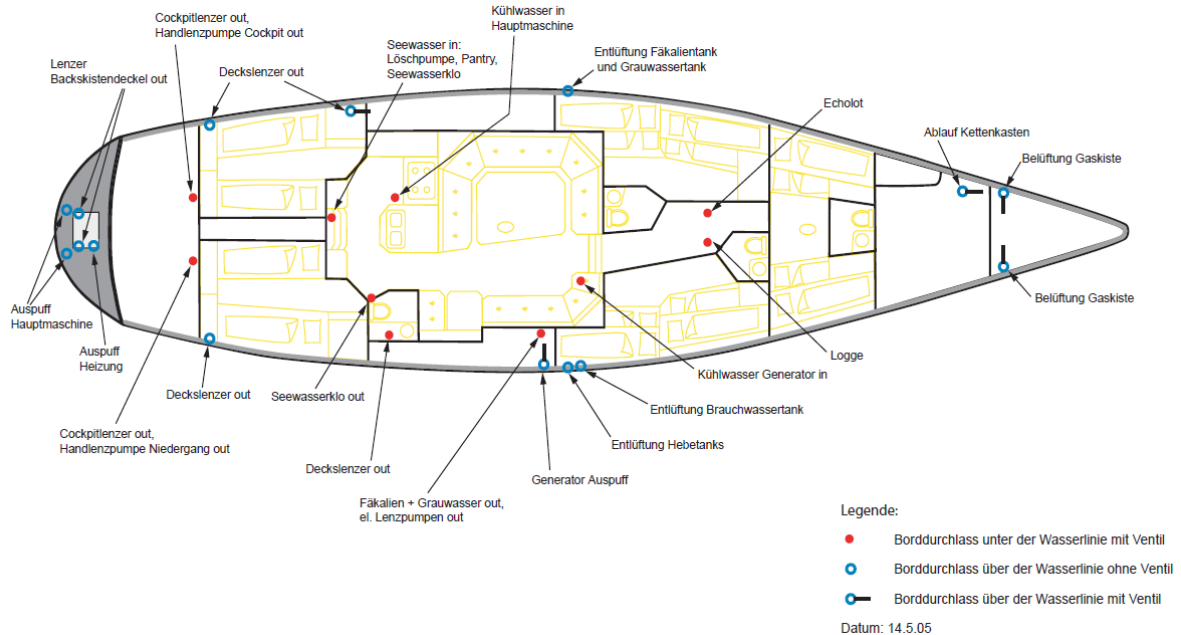 Cockpitlenzer out,
Handlenzpumpe Cockpit out
Kühlwasser in
Hauptmaschine
Seewasser in:
Löschpumpe, Pantry,
Seewasserklo
Entlüftung Fäkalientank
und Grauwassertank
Lenzer
Backskistendeckel out
Deckslenzer out
Echolot
Ablauf Kettenkasten
Belüftung Gaskiste
Auspuff
Hauptmaschine
Auspuff
Heizung
Deckslenzer out
Seewasserklo out
Cockpitlenzer out,
Handlenzpumpe Niedergang out
Deckslenzer out
Fäkalien + Grauwasser out,
el. Lenzpumpen out
Generator Auspuff
Entlüftung Hebetanks
Entlüftung Brauchwassertank
Kühlwasser Generator in
Logge
Belüftung Gaskiste
Legende:
Borddurchlass unter der Wasserlinie mit Ventil
Borddurchlass über der Wasserlinie ohne Ventil
Borddurchlass über der Wasserlinie mit Ventil
Datum: 14.5.05